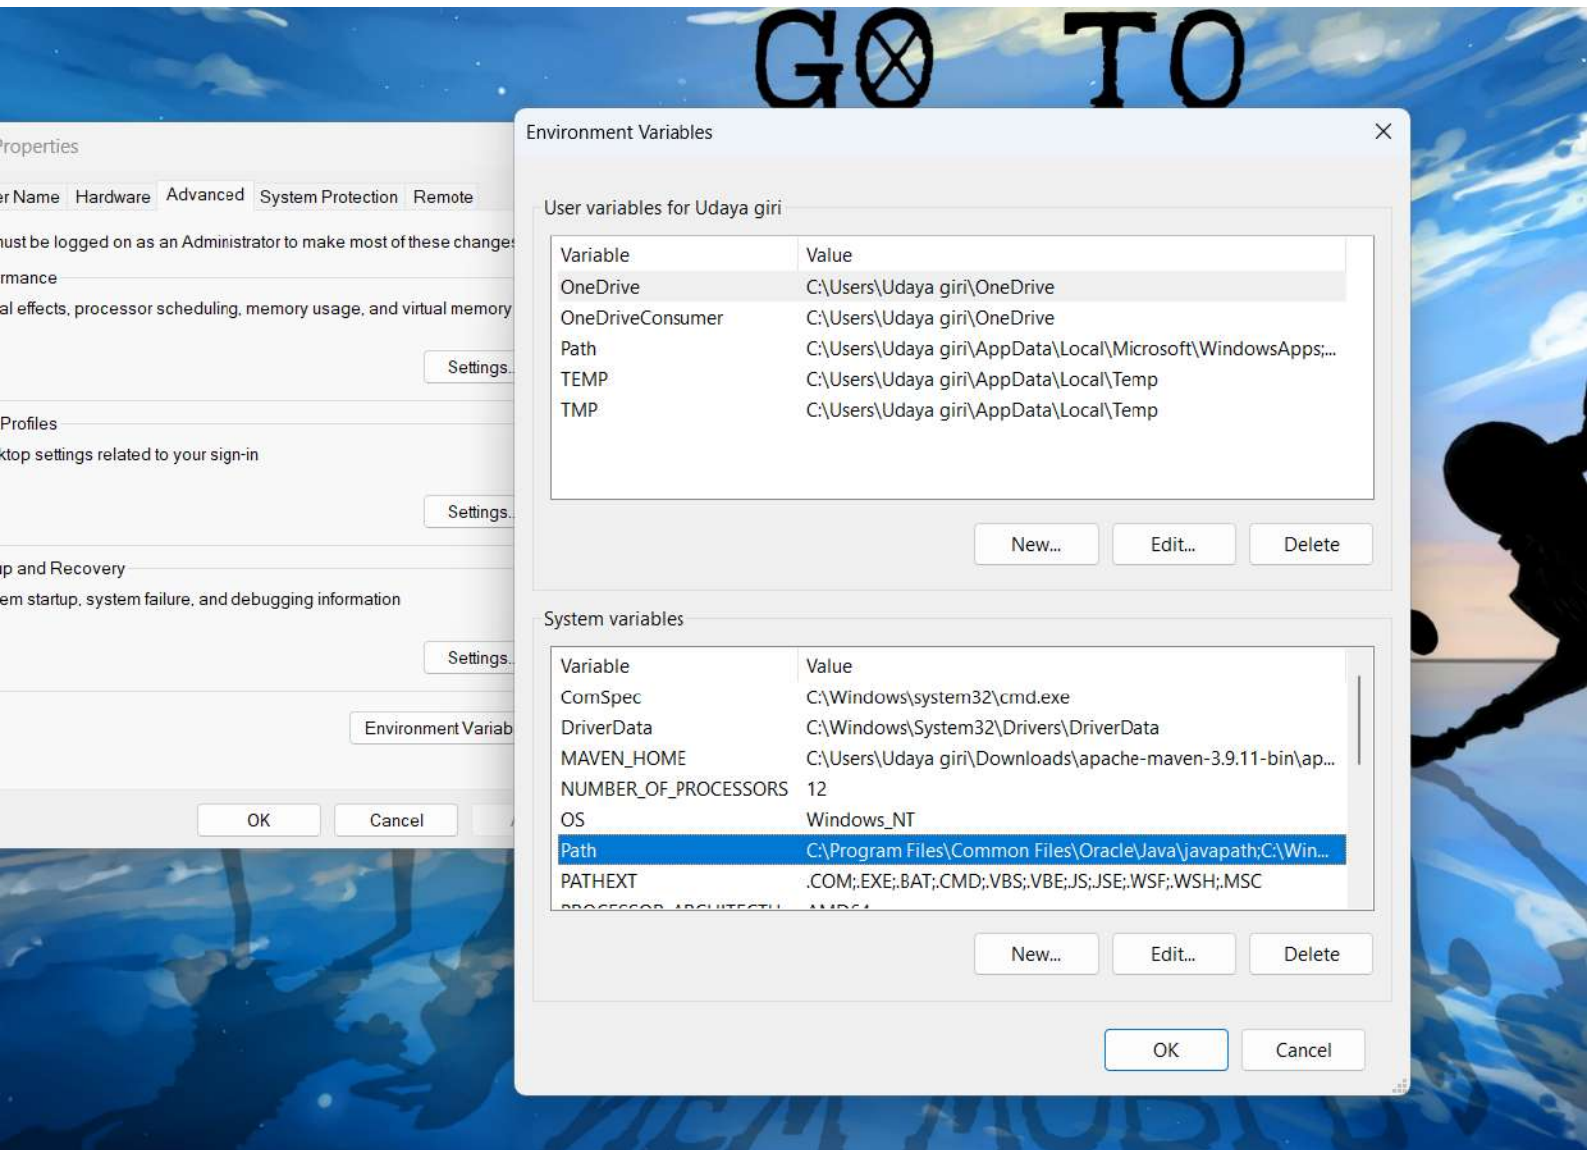 GO TO
Properties
er Name Hardware Advanced System Protection Remote
must be logged on as an Administrator to make most of these changes
rmance
al effects, processor scheduling, memory usage, and virtual memory
Settings..
Profiles
ktop settings related to your sign-in
Settings..
up and Recovery
em startup, system failure, and debugging information
Settings..
Environment Variab
OK Cancel
Environment Variables
User variables for Udaya giri
Variable Value
OneDrive C:\Users\Udaya giri\OneDrive
OneDriveConsumer C:\Users\Udaya giri\OneDrive
Path C:\Users\Udaya giri\AppData\Local\Microsoft\WindowsApps;...
TEMP C:\Users\Udaya giri\AppData\Local\Temp
TMP C:\Users\Udaya giri\AppData\Local\Temp
New... Edit... Delete
System variables
Variable Value
ComSpec C:\Windows\system32\cmd.exe
DriverData C:\Windows\System32\Drivers\DriverData
MAVEN_HOME C:\Users\Udaya giri\Downloads\apache-maven-3.9.11-bin\ap...
NUMBER_OF_PROCESSORS 12
OS Windows_NT
Path C:\Program Files\Common Files\Oracle\Java\javapath;C:\Win...
PATHEXT .COM;.EXE;.BAT;.CMD;.VBS;.VBE;.JS;.JSE;.WSF;.WSH;.MSC
New... Edit... Delete
OK Cancel